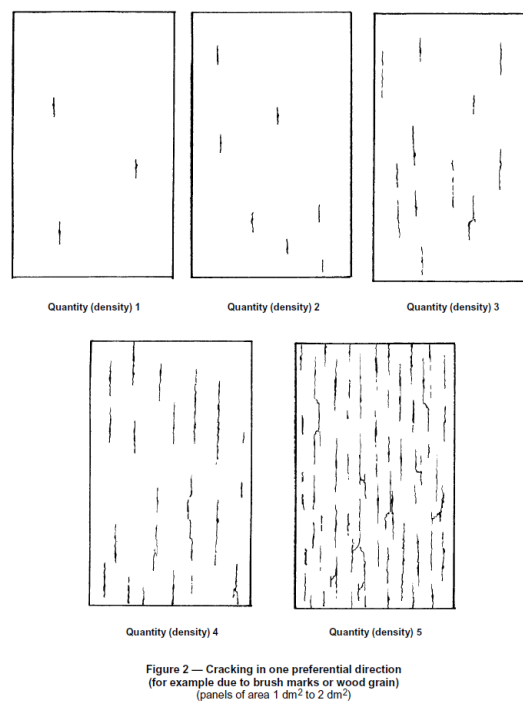 Quantity (density) 1
Quantity (density) 2
Quantity (density) 3
Quantity (density) 4
Quantity (density) 5
Figure 2 — Cracking in one preferential direction
(for example due to brush marks or wood grain)
(panels of area 1 dm² to 2 dm²)